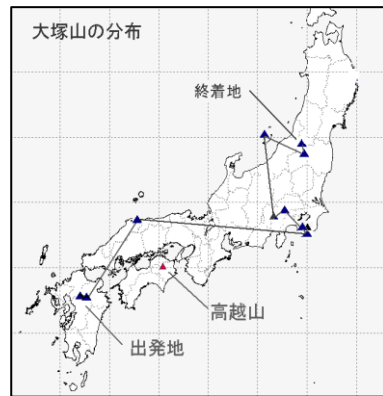 大塚山の分布
終着地
高越山
出発地